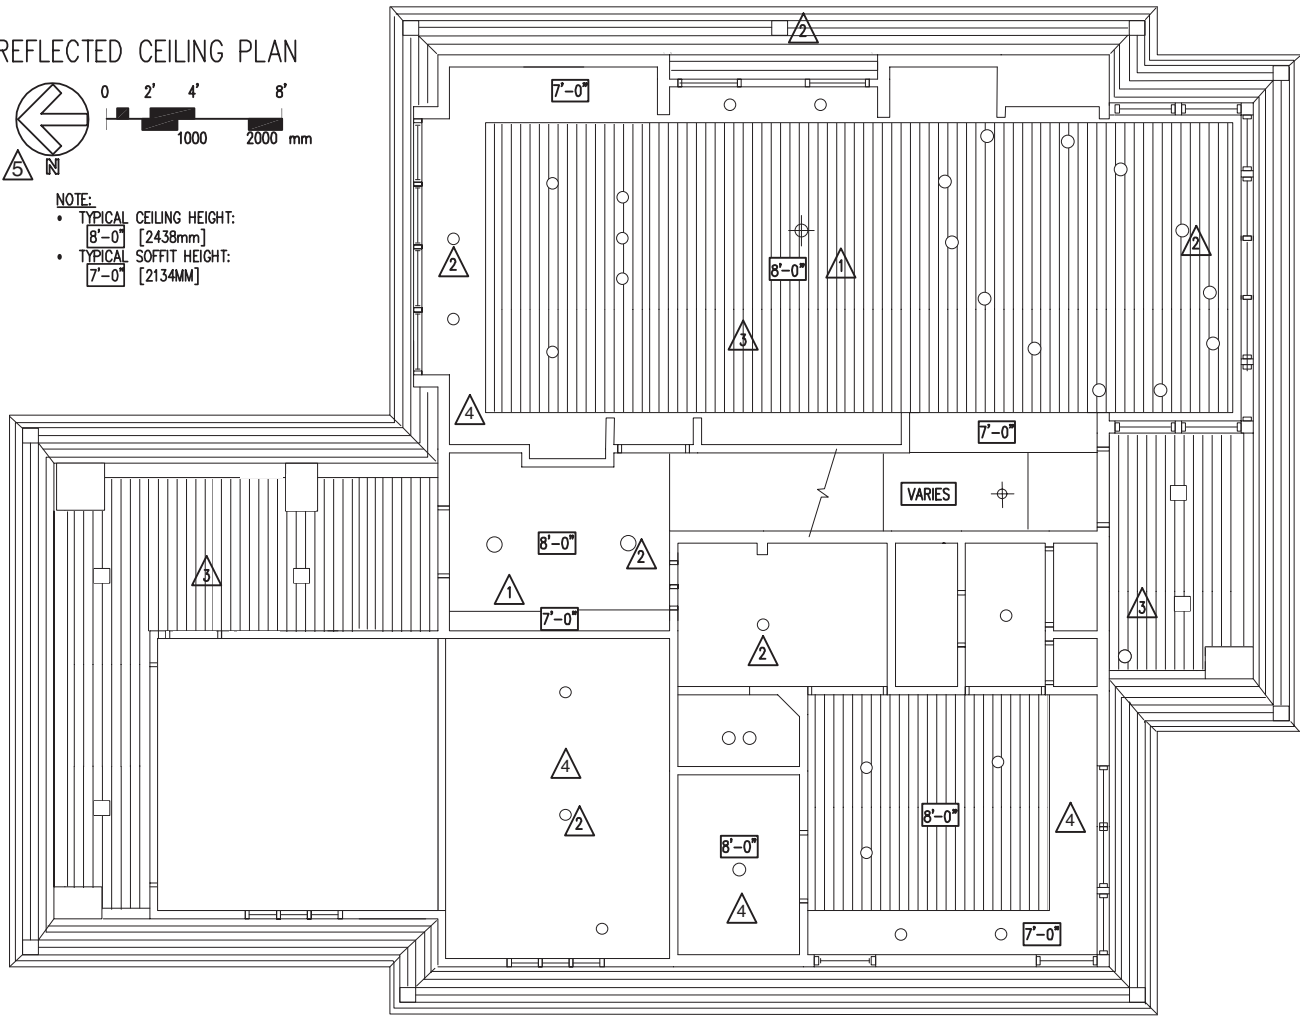 REFLECTED CEILING PLAN
0 2' 4' 8'
1000 2000 mm
5
N
NOTE:
• TYPICAL CEILING HEIGHT:
8'-0" [2438mm]
• TYPICAL SOFFIT HEIGHT:
7'-0" [2134MM]
2
7'-0"
2
2
8'-0"
1
3
4
7'-0"
VARIES
8'-0"
2
3
1
3
7'-0"
2
4
2
8'-0"
4
8'-0"
4
7'-0"